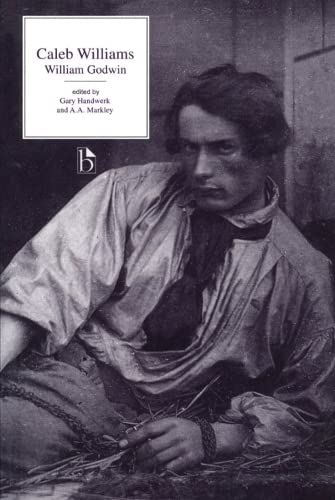 Caleb Williams
William Godwin
edited by
Gary Handwerk
and A.A. Markley
b